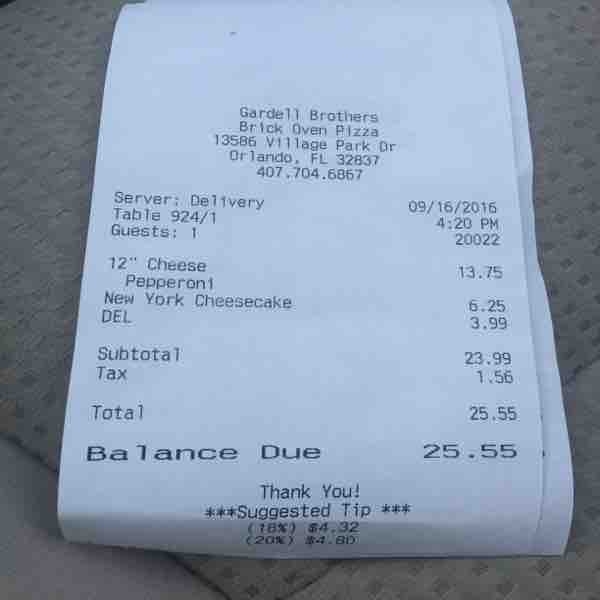 Gardell Brothers
Brick Oven Pizza
13586 Village Park Dr
Orlando, FL 32837
407.704.6867
Server: Delivery 09/16/2016
Table 924/1 4:20 PM
Guests: 1 20022
12" Cheese 13.75
Pepperoni
New York Cheesecake 6.25
DEL 3.99
Subtotal 23.99
Tax 1.56
Total 25.55
Balance Due 25.55
Thank You!
***Suggested Tip ***
(18%) $4.32
(20%) $4.80